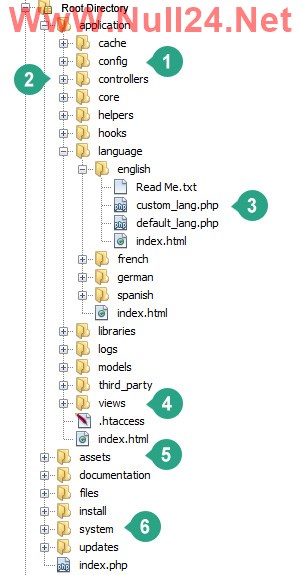 www.Null24.Net
Root Directory
application
cache
config 1
2 controllers
core
helpers
hooks
language
english
Read Me.txt
custom_lang.php 3
default_lang.php
index.html
french
german
spanish
index.html
libraries
logs
models
third_party
views 4
.htaccess
index.html
assets 5
documentation
files
install
system 6
updates
index.php